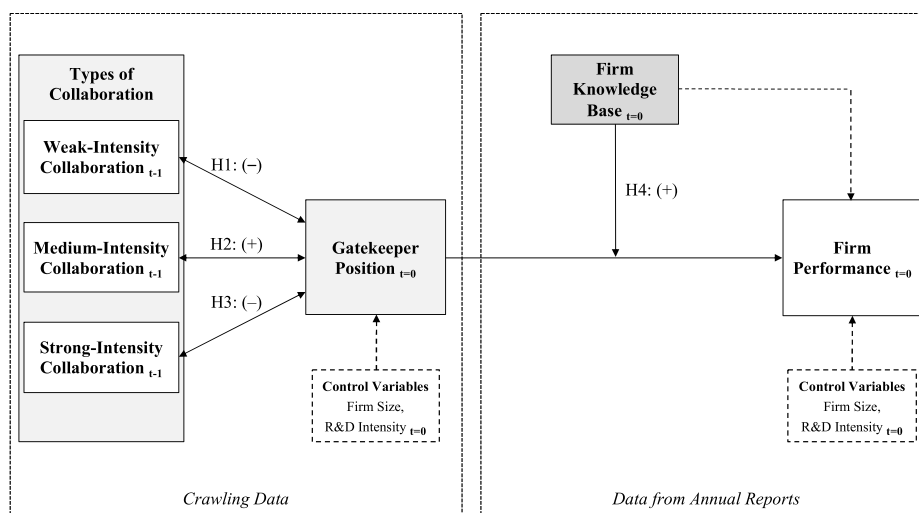 Types of
Collaboration
Weak-Intensity
Collaboration t-1
Medium-Intensity
Collaboration t-1
Strong-Intensity
Collaboration t-1
H1: (−)
H2: (+)
H3: (–)
Gatekeeper
Position t=0
Control Variables
Firm Size,
R&D Intensity t=0
Crawling Data
Firm
Knowledge
Base t=0
H4: (+)
Firm
Performance t=0
Control Variables
Firm Size,
R&D Intensity t=0
Data from Annual Reports